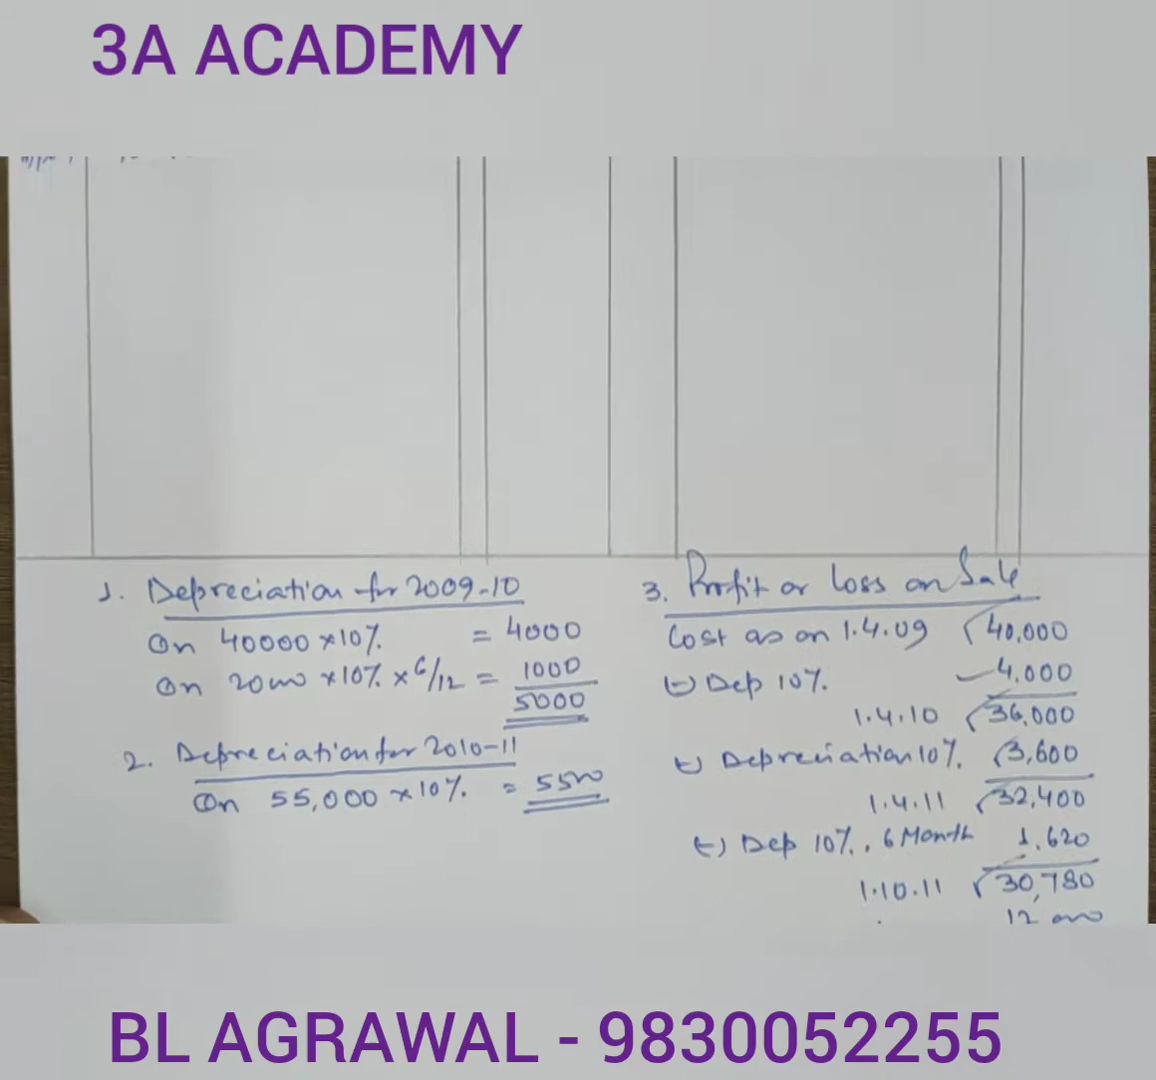 3A ACADEMY
1. Depreciation for 2009-10
On 40000 x10% = 4000
On 20000 x10% x 6/12 = 1000
5000
2. Depreciation for 2010-11
On 55,000 x10% = 5500
3. Profit or Loss on Sale
Cost as on 1.4.09 40,000
(-) Dep 10%. 4,000
1.4.10 36,000
(-) Depreciation 10%. 3,600
1.4.11 32,400
(-) Dep 10%, 6 Month 1,620
1.10.11 30,780
BL AGRAWAL - 9830052255